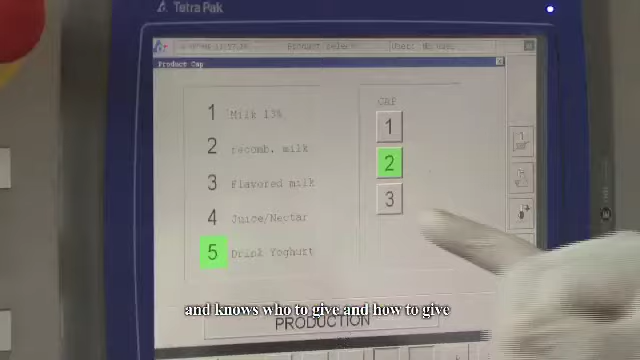 Tetra Pak
Product Cap
1 Milk 13%
2 recomb. milk
3 Flavored milk
4 Juice/Nectar
5 Drink Yoghurt
CAP
1
2
3
and knows who to give and how to give
PRODUCTION